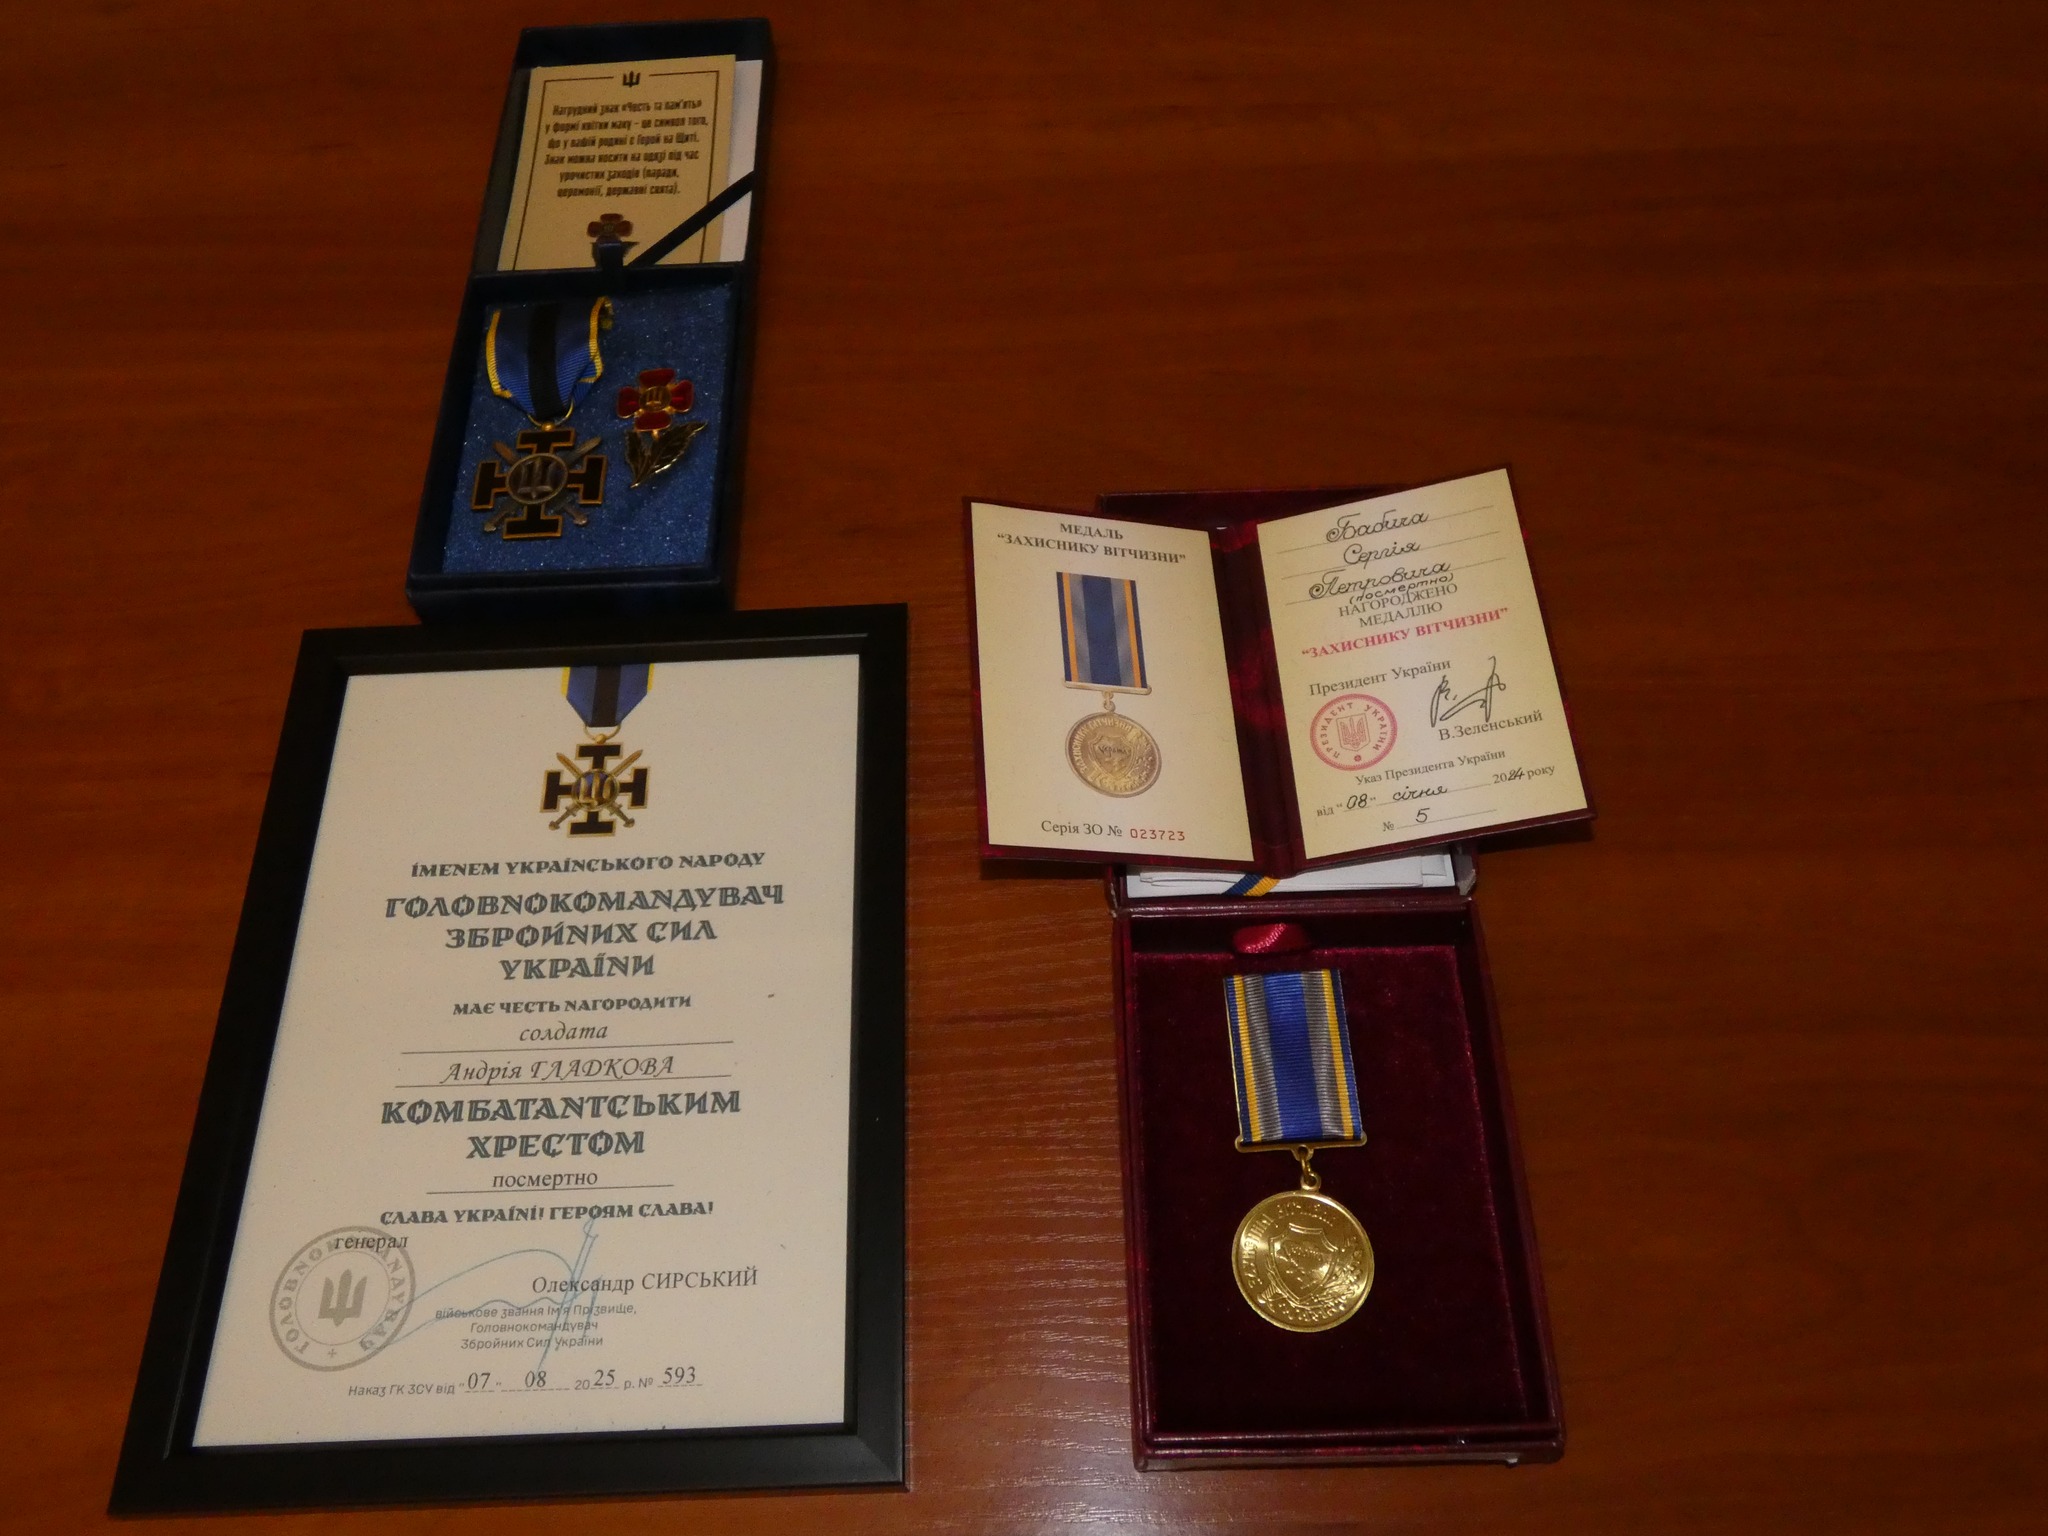 Нагрудний знак «Честь та пам'ять»
у формі квітки маку – це символ того,
що у вашій родині є Герой на Щиті.
Знак можна носити на одязі під час
урочистих заходів (паради,
церемонії, державні свята).
ІМЕНЕМ УКРАЇНСЬКОГО НАРОДУ
ГОЛОВНОКОМАНДУВАЧ
ЗБРОЙНИХ СИЛ
УКРАЇНИ
МАЄ ЧЕСТЬ НАГОРОДИТИ
солдата
Андрія ГЛАДКОВА
КОМБАТАНТСЬКИМ
ХРЕСТОМ
посмертно
СЛАВА УКРАЇНІ! ГЕРОЯМ СЛАВА!
генерал
Олександр СИРСЬКИЙ
військове звання Ім'я Прізвище,
Головнокомандувач
Збройних Сил України
Наказ ГК ЗСУ від "07" 08 2025 р. № 593
ГОЛОВНОКОМАНДУВАЧ
МЕДАЛЬ
“ЗАХИСНИКУ ВІТЧИЗНИ”
Серія ЗО № 023723
Бабича
Сергія
Петровича
(посмертно)
НАГОРОДЖЕНО
МЕДАЛЛЮ
“ЗАХИСНИКУ ВІТЧИЗНИ”
Президент України
В.Зеленський
ПРЕЗИДЕНТ УКРАЇНИ
Указ Президента України
від “08” січня 2024 року
№ 5